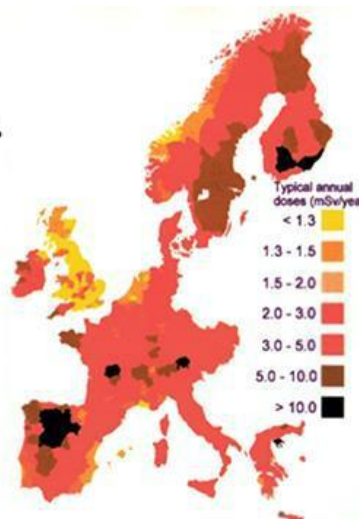 Typical annual
doses (mSv/yea
< 1.3
1.3 - 1.5
1.5 - 2.0
2.0 - 3.0
3.0 - 5.0
5.0 - 10.0
> 10.0